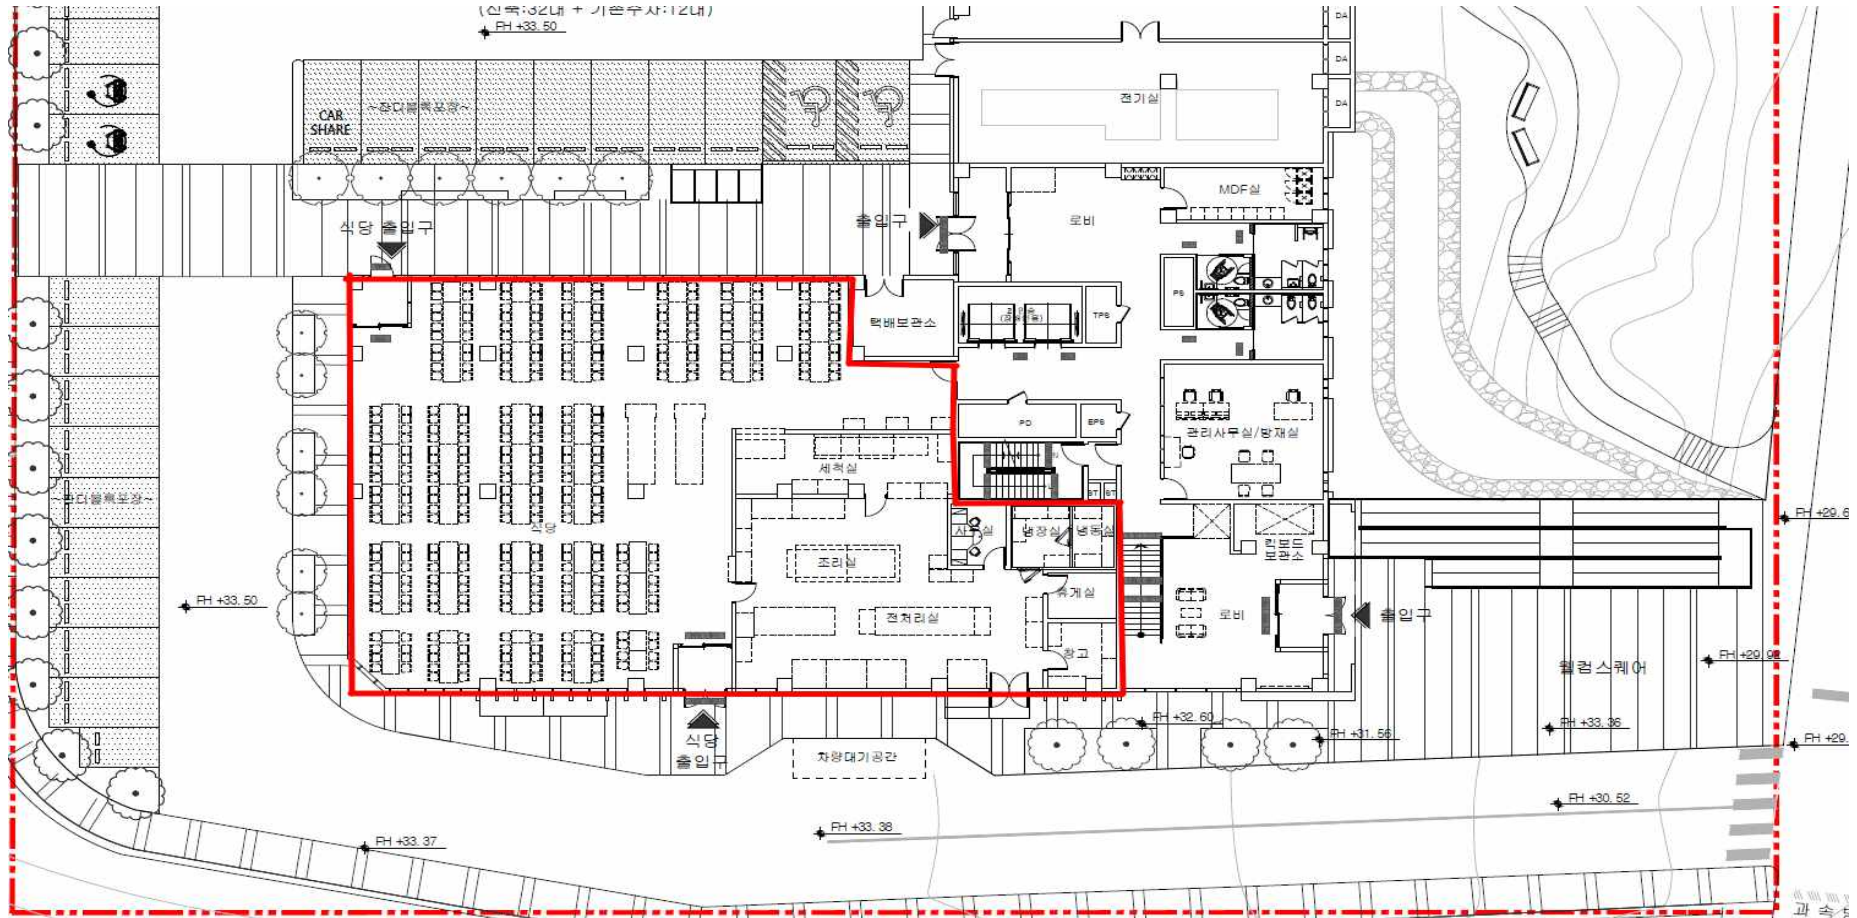 (신축:32대 + 기존주차:12대)
FH +33.50
DA
DA
DA
전기실
CAR
SHARE
~잔디블록포장~
MDF실
식당 출입구
출입구
로비
PS
택배보관소
TPS
PD
EPS
관리사무실/방재실
세척실
ST
ST
~잔디블록포장~
식당
사무실
냉장실
냉동실
킥보드
보관소
조리실
휴게실
FH +33.50
전처리실
로비
출입구
창고
웰컴스퀘어
FH +29.6
FH +32.60
FH +33.36
FH +31.56
FH +29.
식당
출입구
차량대기공간
FH +30.52
FH +33.38
FH +33.37